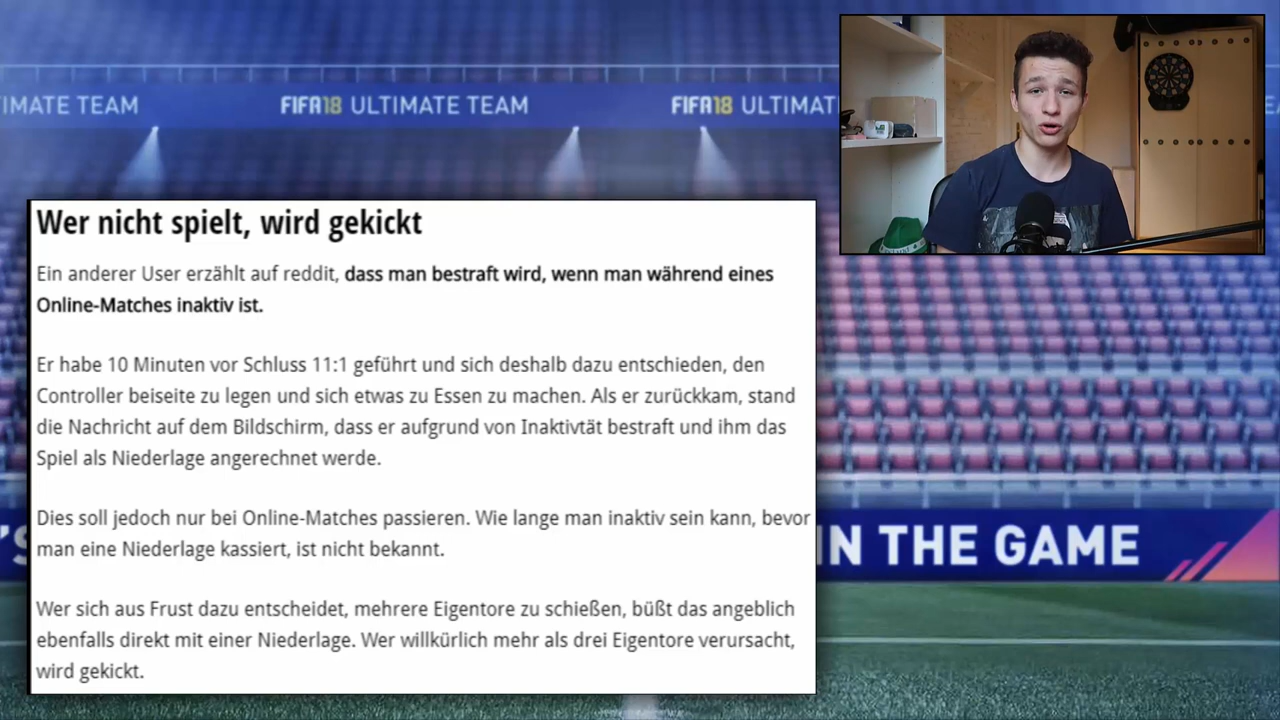 IMATE TEAM
FIFA18 ULTIMATE TEAM
FIFA18 ULTIMAT
Wer nicht spielt, wird gekickt
Ein anderer User erzählt auf reddit, dass man bestraft wird, wenn man während eines
Online-Matches inaktiv ist.
Er habe 10 Minuten vor Schluss 11:1 geführt und sich deshalb dazu entschieden, den
Controller beiseite zu legen und sich etwas zu Essen zu machen. Als er zurückkam, stand
die Nachricht auf dem Bildschirm, dass er aufgrund von Inaktivtät bestraft und ihm das
Spiel als Niederlage angerechnet werde.
Dies soll jedoch nur bei Online-Matches passieren. Wie lange man inaktiv sein kann, bevor
man eine Niederlage kassiert, ist nicht bekannt.
Wer sich aus Frust dazu entscheidet, mehrere Eigentore zu schießen, büßt das angeblich
ebenfalls direkt mit einer Niederlage. Wer willkürlich mehr als drei Eigentore verursacht,
wird gekickt.
'S
IN THE GAME